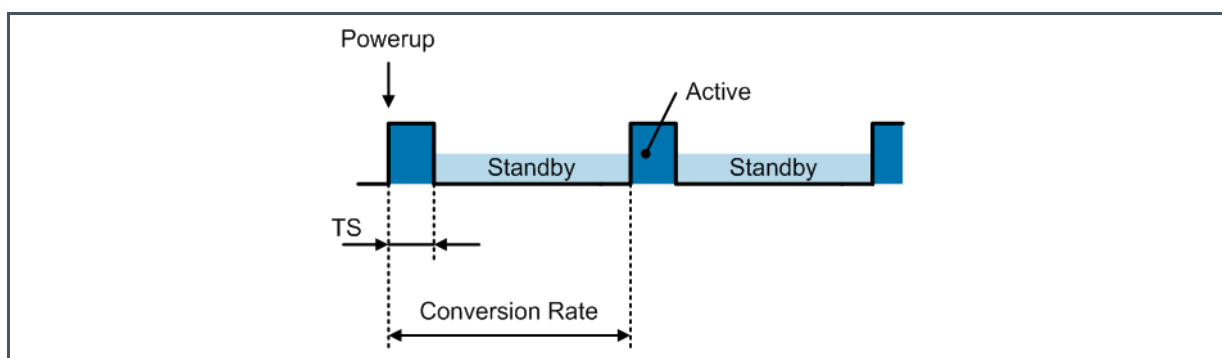 Powerup
Active
Standby
Standby
TS
Conversion Rate